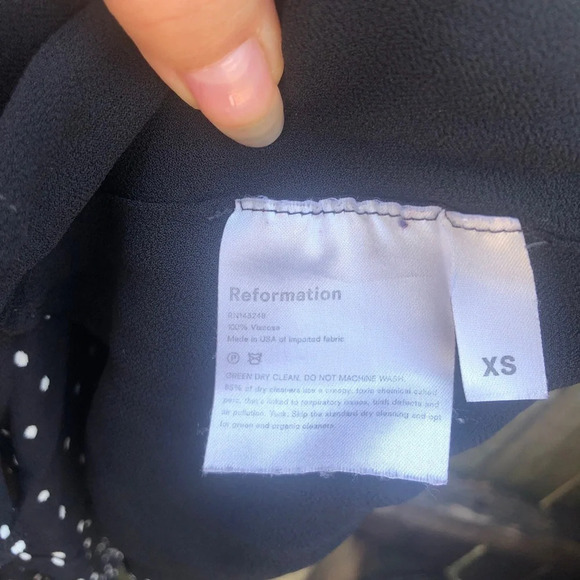 Reformation
RN143248
100% Viscose
Made in USA of imported fabric
P
GREEN DRY CLEAN. DO NOT MACHINE WASH.
85% of dry cleaners use a creepy, toxic chemical called
perc, that's linked to respiratory issues, birth defects and
air pollution. Yuck. Skip the standard dry cleaning and opt
for green and organic cleaners.
XS